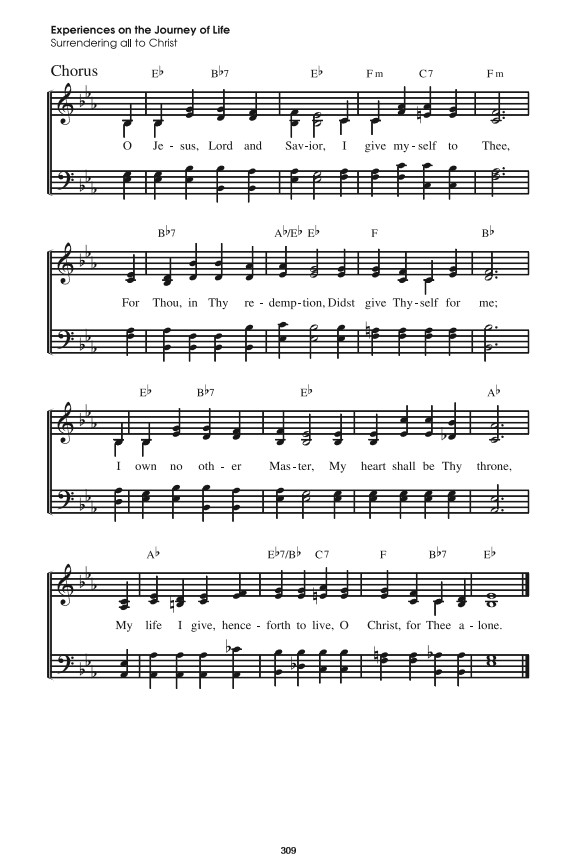 Experiences on the Journey of Life
Surrendering all to Christ
Chorus
E♭ B♭7 E♭ Fm C7 Fm
O Je - sus, Lord and Sav-ior, I give my-self to Thee,
B♭7 A♭/E♭ E♭ F B♭
For Thou, in Thy re - demp-tion, Didst give Thy-self for me;
E♭ B♭7 E♭ A♭
I own no oth - er Mas-ter, My heart shall be Thy throne,
A♭ E♭7/B♭ C7 F B♭7 E♭
My life I give, hence - forth to live, O Christ, for Thee a - lone.
309